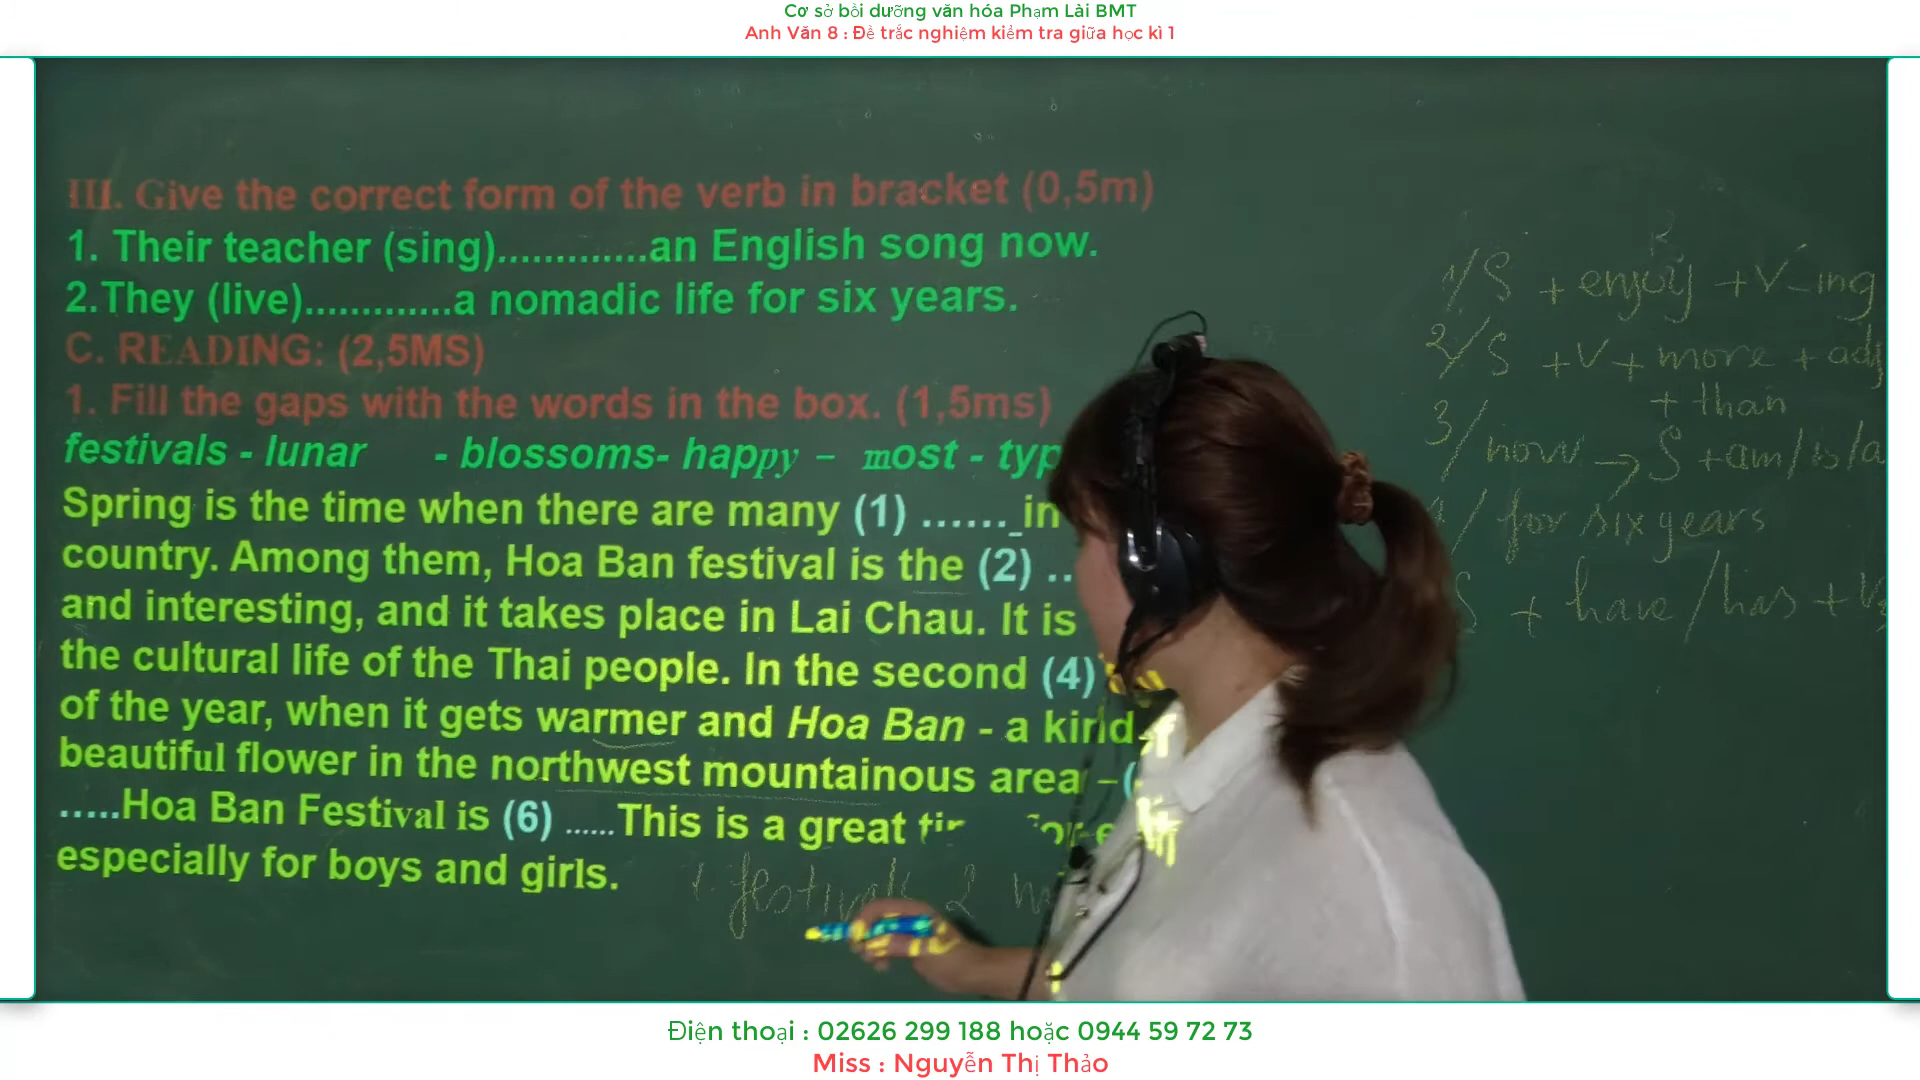 Cơ sở bồi dưỡng văn hóa Phạm Lài BMT
Anh Văn 8 : Đề trắc nghiệm kiểm tra giữa học kì 1
III. Give the correct form of the verb in bracket (0,5m)
1. Their teacher (sing).............an English song now.
2.They (live).............a nomadic life for six years.
C. READING: (2,5MS)
1. Fill the gaps with the words in the box. (1,5ms)
festivals - lunar - blossoms- happy – most - typ
Spring is the time when there are many (1) ......_in
country. Among them, Hoa Ban festival is the (2) ..
and interesting, and it takes place in Lai Chau. It is
the cultural life of the Thai people. In the second (4)
of the year, when it gets warmer and Hoa Ban - a kind
beautiful flower in the northwest mountainous area –(
.....Hoa Ban Festival is (6) ......This is a great
especially for boys and girls.
1. festivals 2
1/ S + enjoy + V-ing
2/ S + V + more + adj
+ than
3/ now → S + am/is/a
/ for six years
S + have/has + V3
Điện thoại : 02626 299 188 hoặc 0944 59 72 73
Miss : Nguyễn Thị Thảo